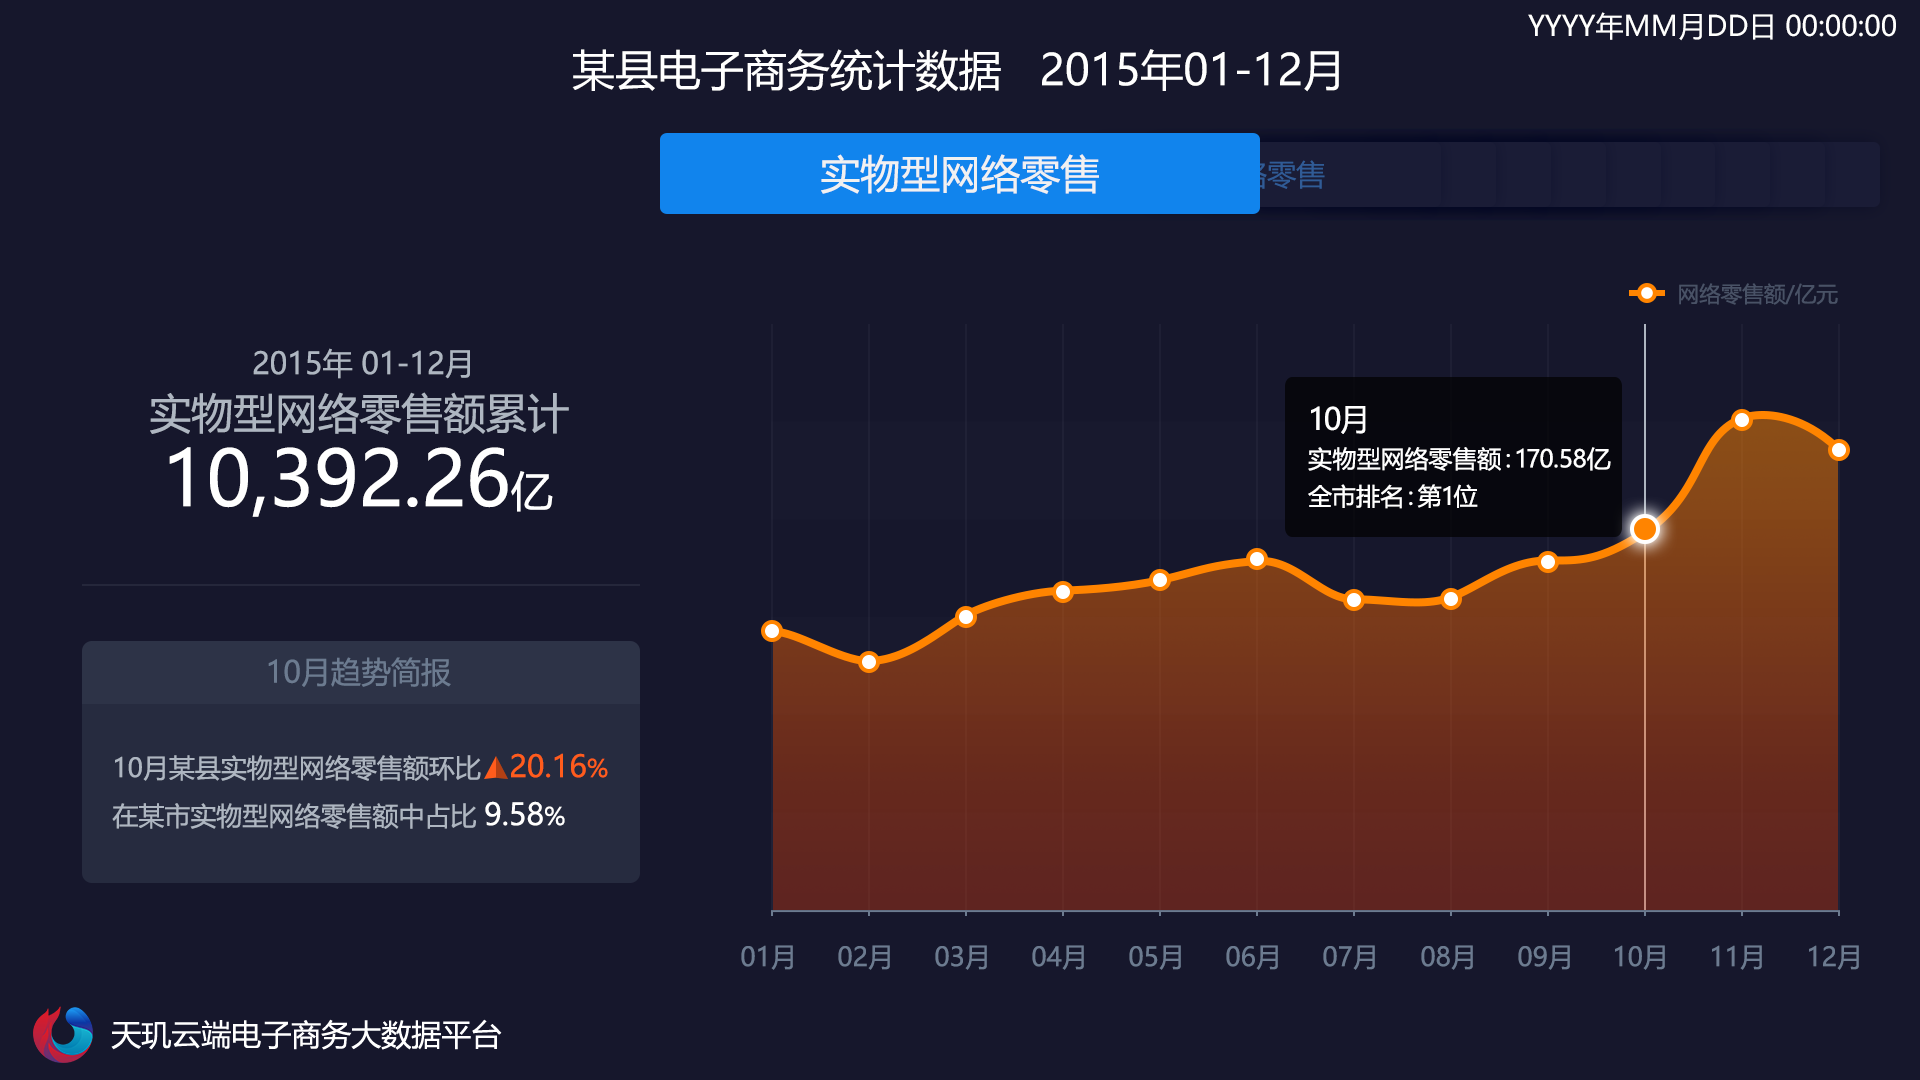 YYYY年MM月DD日 00:00:00
某县电子商务统计数据 2015年01-12月
实物型网络零售
零售
网络零售额/亿元
2015年 01-12月
实物型网络零售额累计
10,392.26亿
10月
实物型网络零售额:170.58亿
全市排名:第1位
10月趋势简报
10月某县实物型网络零售额环比▲20.16%
在某市实物型网络零售额中占比 9.58%
01月 02月 03月 04月 05月 06月 07月 08月 09月 10月 11月 12月
天玑云端电子商务大数据平台